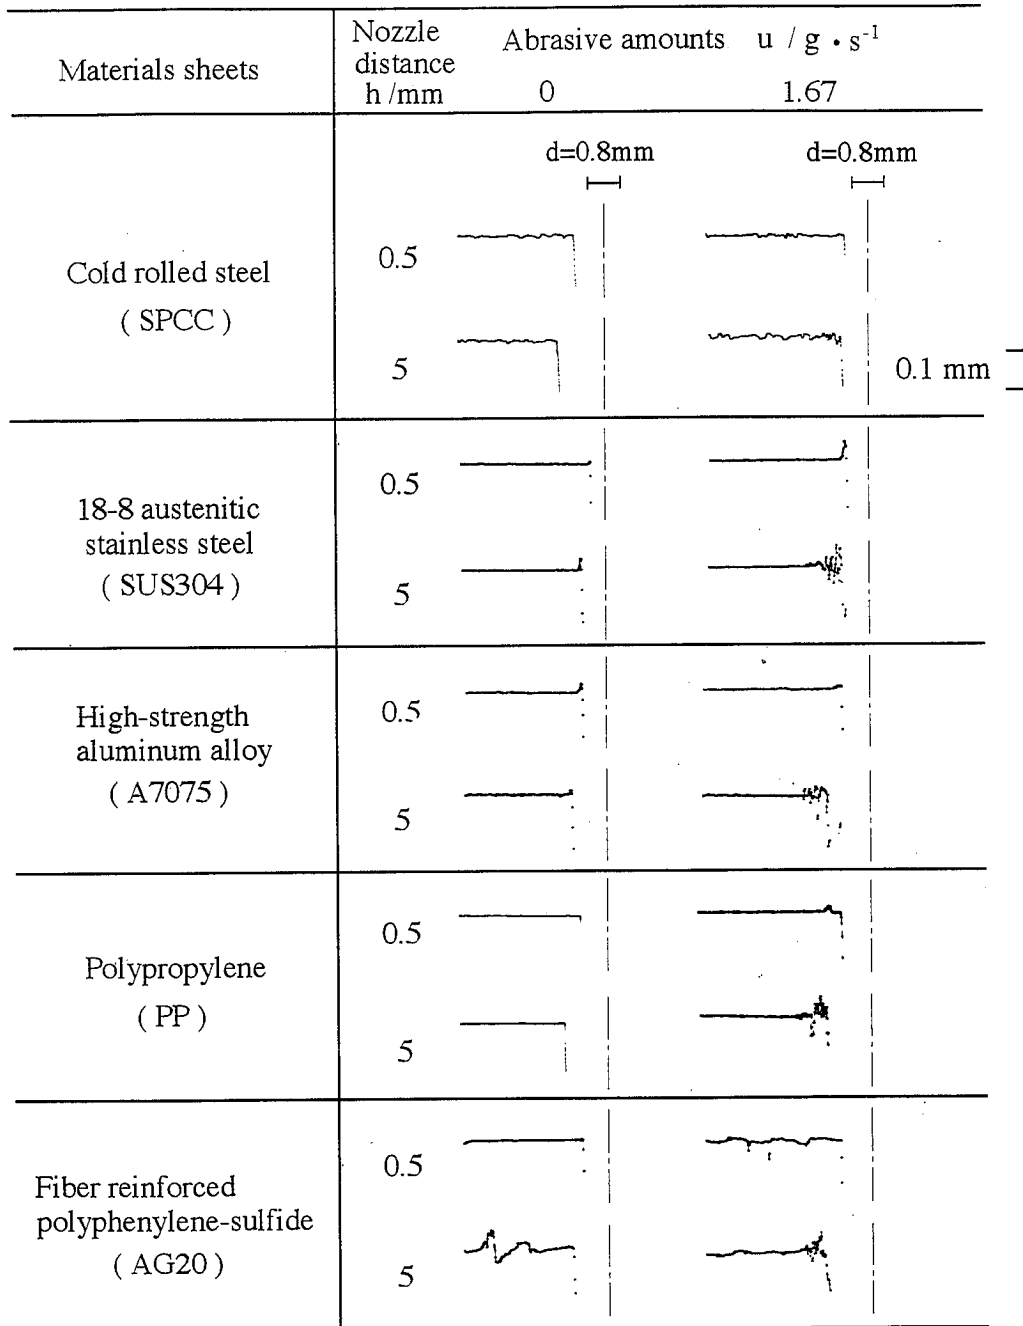 Materials sheets
Nozzle
distance
h /mm
Abrasive amounts u / g・s⁻¹
0 1.67
d=0.8mm d=0.8mm
Cold rolled steel
( SPCC )
0.5
5
0.1 mm
18-8 austenitic
stainless steel
( SUS304 )
0.5
5
High-strength
aluminum alloy
( A7075 )
0.5
5
Polypropylene
( PP )
0.5
5
Fiber reinforced
polyphenylene-sulfide
( AG20 )
0.5
5